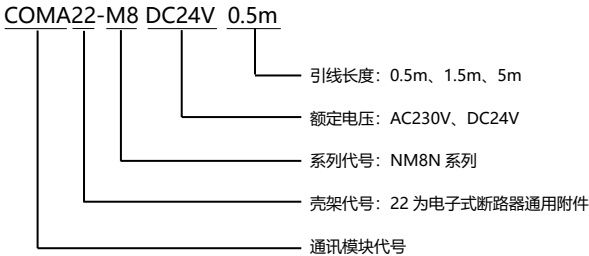 COMA22-M8 DC24V 0.5m
引线长度：0.5m、1.5m、5m
额定电压：AC230V、DC24V
系列代号：NM8N 系列
壳架代号：22 为电子式断路器通用附件
通讯模块代号